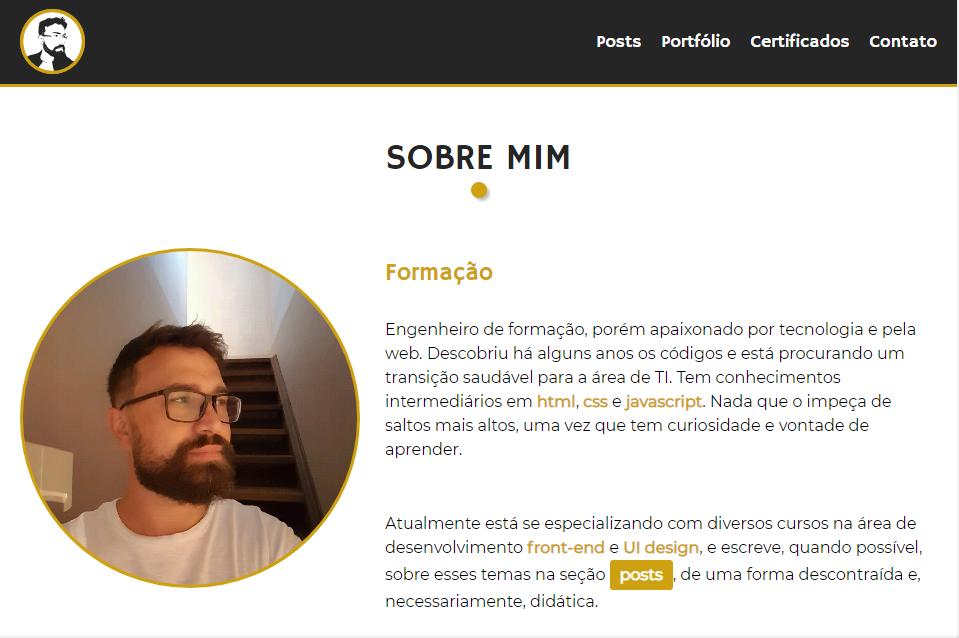 Posts Portfólio Certificados Contato
SOBRE MIM
Formação
Engenheiro de formação, porém apaixonado por tecnologia e pela
web. Descobriu há alguns anos os códigos e está procurando um
transição saudável para a área de TI. Tem conhecimentos
intermediários em html, css e javascript. Nada que o impeça de
saltos mais altos, uma vez que tem curiosidade e vontade de
aprender.
Atualmente está se especializando com diversos cursos na área de
desenvolvimento front-end e UI design, e escreve, quando possível,
sobre esses temas na seção posts, de uma forma descontraída e,
necessariamente, didática.